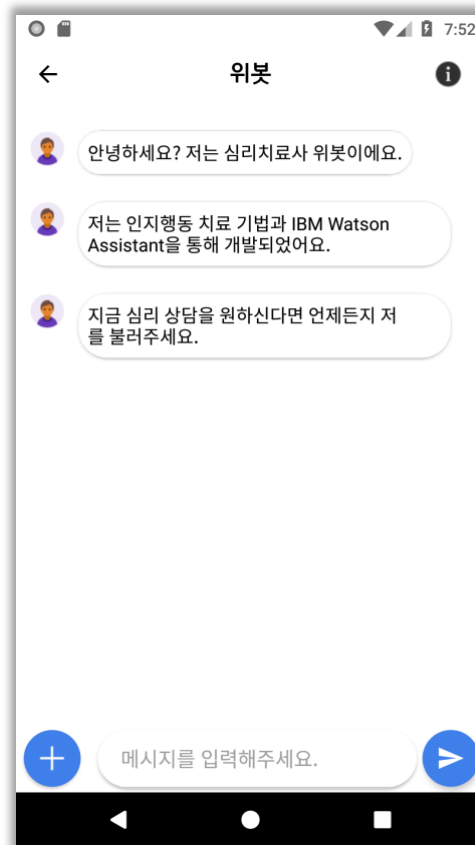 7:52
위봇
안녕하세요? 저는 심리치료사 위봇이에요.
저는 인지행동 치료 기법과 IBM Watson
Assistant을 통해 개발되었어요.
지금 심리 상담을 원하신다면 언제든지 저
를 불러주세요.
메시지를 입력해주세요.